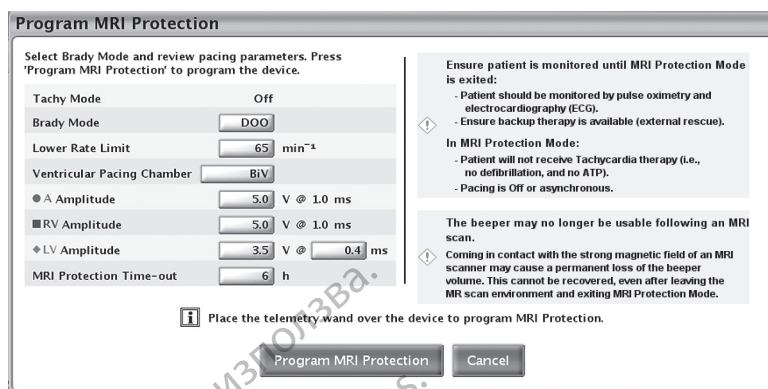 Program MRI Protection
Select Brady Mode and review pacing parameters. Press
'Program MRI Protection' to program the device.
Tachy Mode Off
Brady Mode DOO
Lower Rate Limit 65 min⁻¹
Ventricular Pacing Chamber BiV
A Amplitude 5.0 V @ 1.0 ms
RV Amplitude 5.0 V @ 1.0 ms
LV Amplitude 3.5 V @ 0.4 ms
MRI Protection Time-out 6 h
Ensure patient is monitored until MRI Protection Mode
is exited:
- Patient should be monitored by pulse oximetry and
electrocardiography (ECG).
- Ensure backup therapy is available (external rescue).
In MRI Protection Mode:
- Patient will not receive Tachycardia therapy (i.e.,
no defibrillation, and no ATP).
- Pacing is Off or asynchronous.
The beeper may no longer be usable following an MRI
scan.
Coming in contact with the strong magnetic field of an MRI
scanner may cause a permanent loss of the beeper
volume. This cannot be recovered, even after leaving the
MR scan environment and exiting MRI Protection Mode.
i Place the telemetry wand over the device to program MRI Protection.
Program MRI Protection Cancel